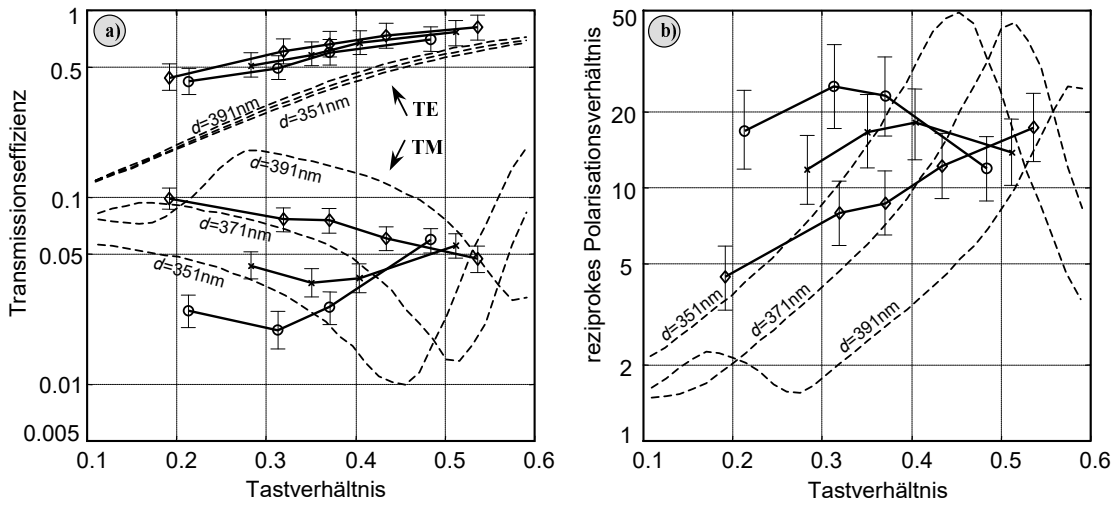 a)
1
0.5
0.1
0.05
0.01
0.005
Transmissionseffizienz
d=391nm
d=351nm
TE
TM
d=391nm
d=371nm
d=351nm
0.1 0.2 0.3 0.4 0.5 0.6
Tastverhältnis
b)
50
20
10
5
2
1
reziprokes Polarisationsverhältnis
d=351nm
d=371nm
d=391nm
0.1 0.2 0.3 0.4 0.5 0.6
Tastverhältnis